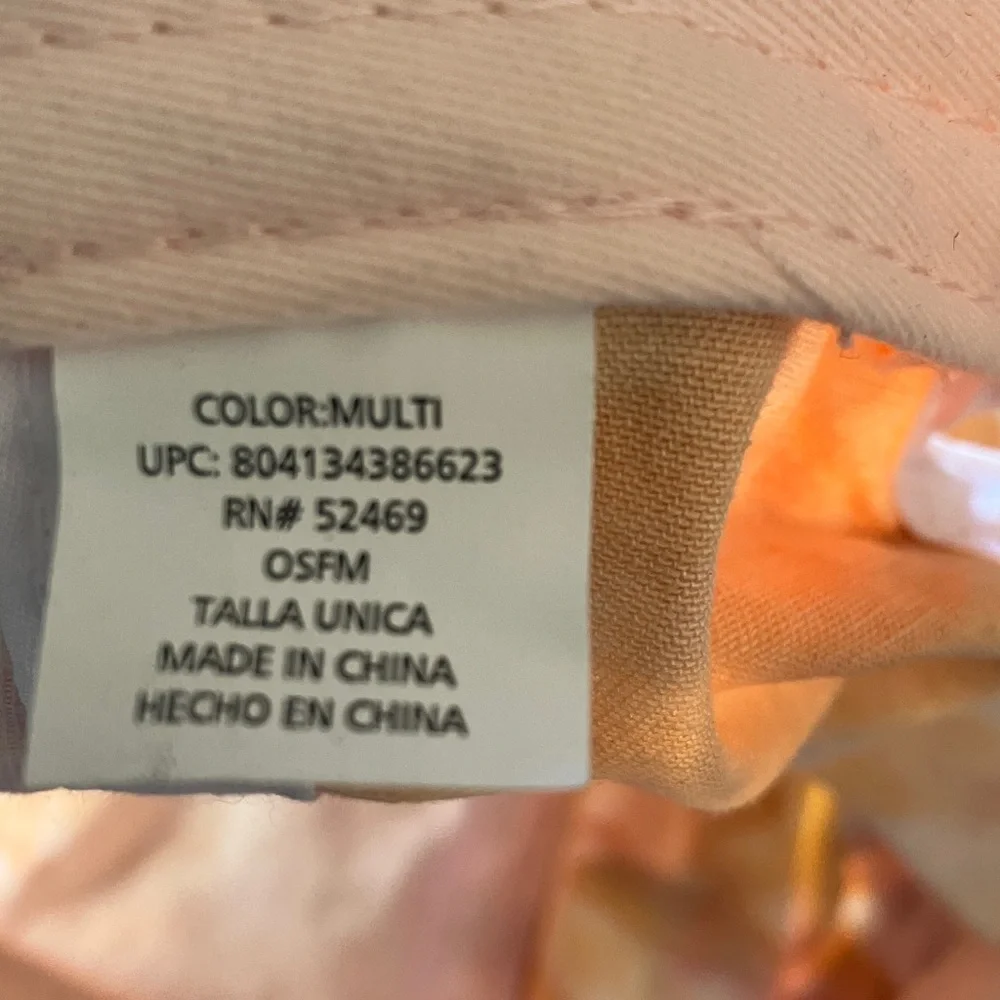 COLOR:MULTI
UPC: 804134386623
RN# 52469
OSFM
TALLA UNICA
MADE IN CHINA
HECHO EN CHINA